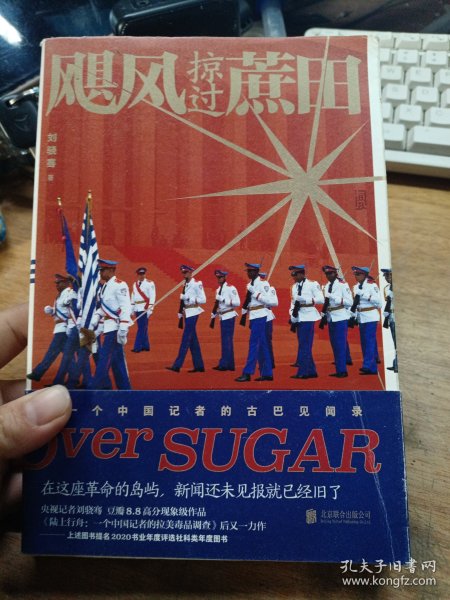 飓风掠过蔗田
刘骁骞 著
一个中国记者的古巴见闻录
over SUGAR
在这座革命的岛屿，新闻还未见报就已经旧了
央视记者刘骁骞 豆瓣8.8高分现象级作品
《陆上行舟：一个中国记者的拉美毒品调查》后又一力作
上述图书提名2020书业年度评选社科类年度图书
北京联合出版公司
孔夫子旧书网
www.kongfz.com